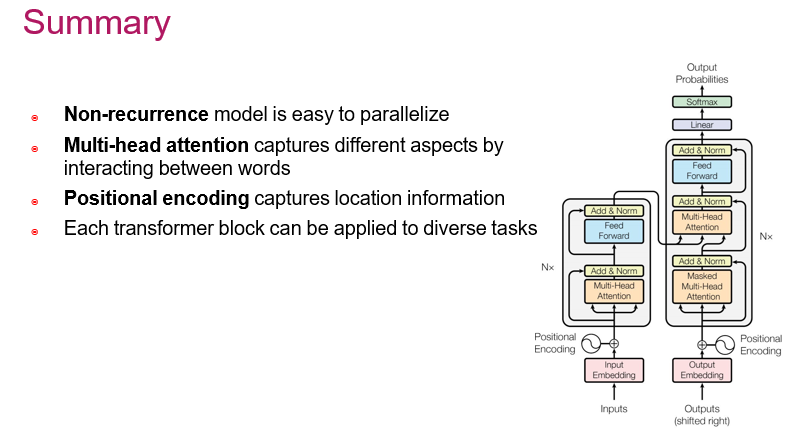 Summary
Non-recurrence model is easy to parallelize
Multi-head attention captures different aspects by
interacting between words
Positional encoding captures location information
Each transformer block can be applied to diverse tasks
Output
Probabilities
Softmax
Linear
Add & Norm
Feed
Forward
Add & Norm
Multi-Head
Attention
Nx
Add & Norm
Masked
Multi-Head
Attention
Positional
Encoding
Output
Embedding
Outputs
(shifted right)
Add & Norm
Feed
Forward
Nx
Add & Norm
Multi-Head
Attention
Positional
Encoding
Input
Embedding
Inputs